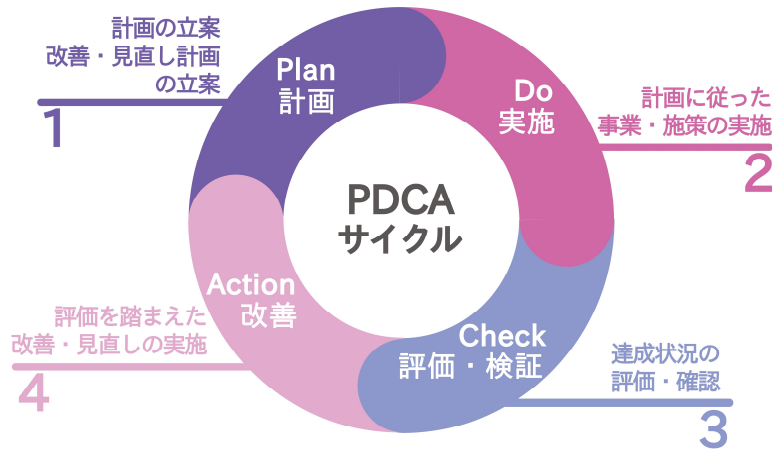 計画の立案
改善・見直し計画
の立案
1
Plan
計画
Do
実施
計画に従った
事業・施策の実施
2
PDCA
サイクル
Action
改善
評価を踏まえた
改善・見直しの実施
4
Check
評価・検証
達成状況の
評価・確認
3